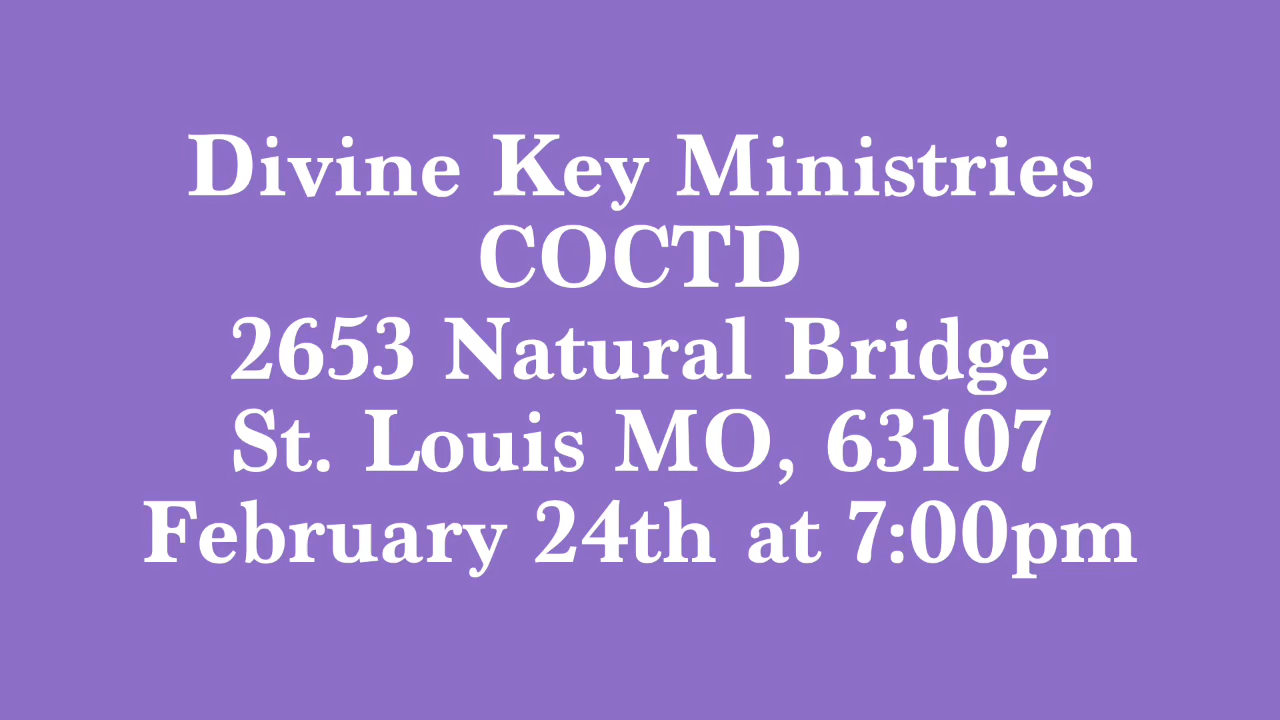 Divine Key Ministries
COCTD
2653 Natural Bridge
St. Louis MO, 63107
February 24th at 7:00pm